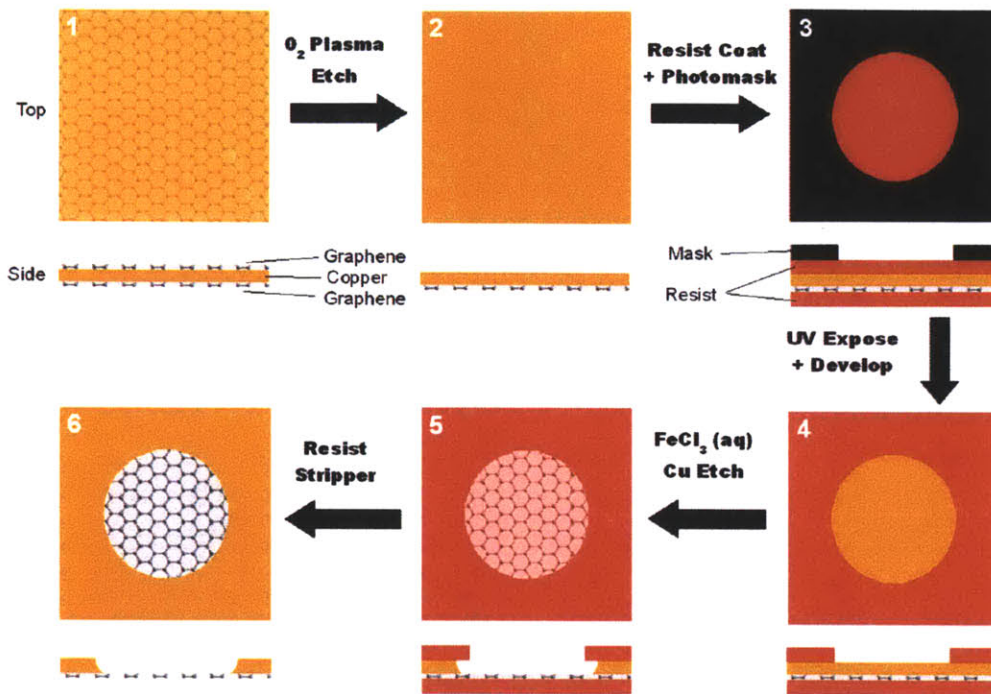 1
O₂ Plasma
Etch
2
Resist Coat
+ Photomask
3
Top
Side
Graphene
Copper
Graphene
Mask
Resist
UV Expose
+ Develop
4
FeCl₃ (aq)
Cu Etch
5
Resist
Stripper
6